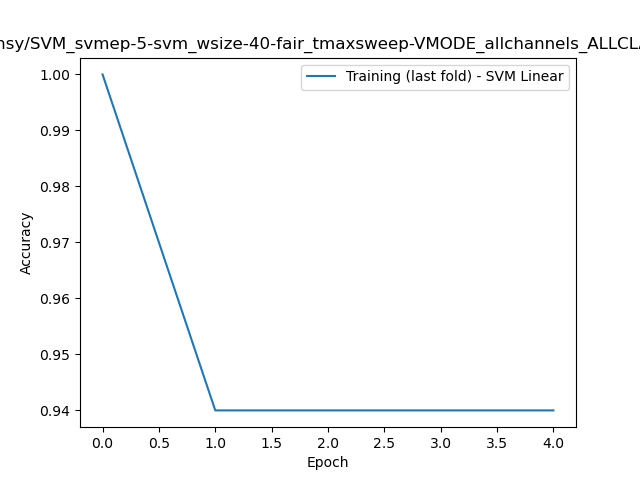 nsy/SVM_svmep-5-svm_wsize-40-fair_tmaxsweep-VMODE_allchannels_ALLCLA
Training (last fold) - SVM Linear
1.00
0.99
0.98
0.97
0.96
0.95
0.94
Accuracy
0.0 0.5 1.0 1.5 2.0 2.5 3.0 3.5 4.0
Epoch